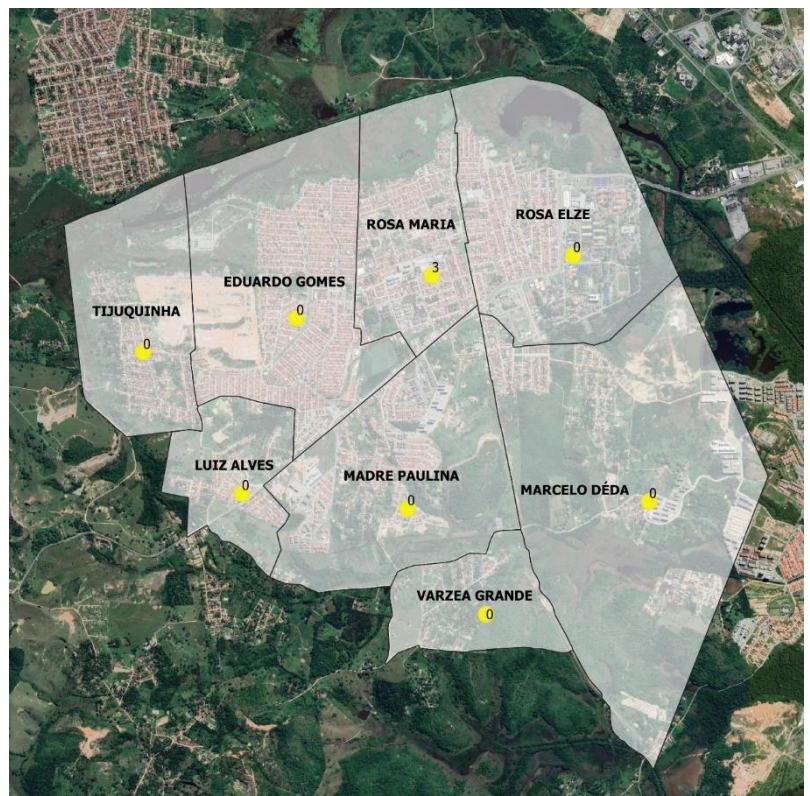 ROSA MARIA
3
ROSA ELZE
0
EDUARDO GOMES
0
TIJUQUINHA
0
LUIZ ALVES
0
MADRE PAULINA
0
MARCELO DÉDA
0
VARZEA GRANDE
0